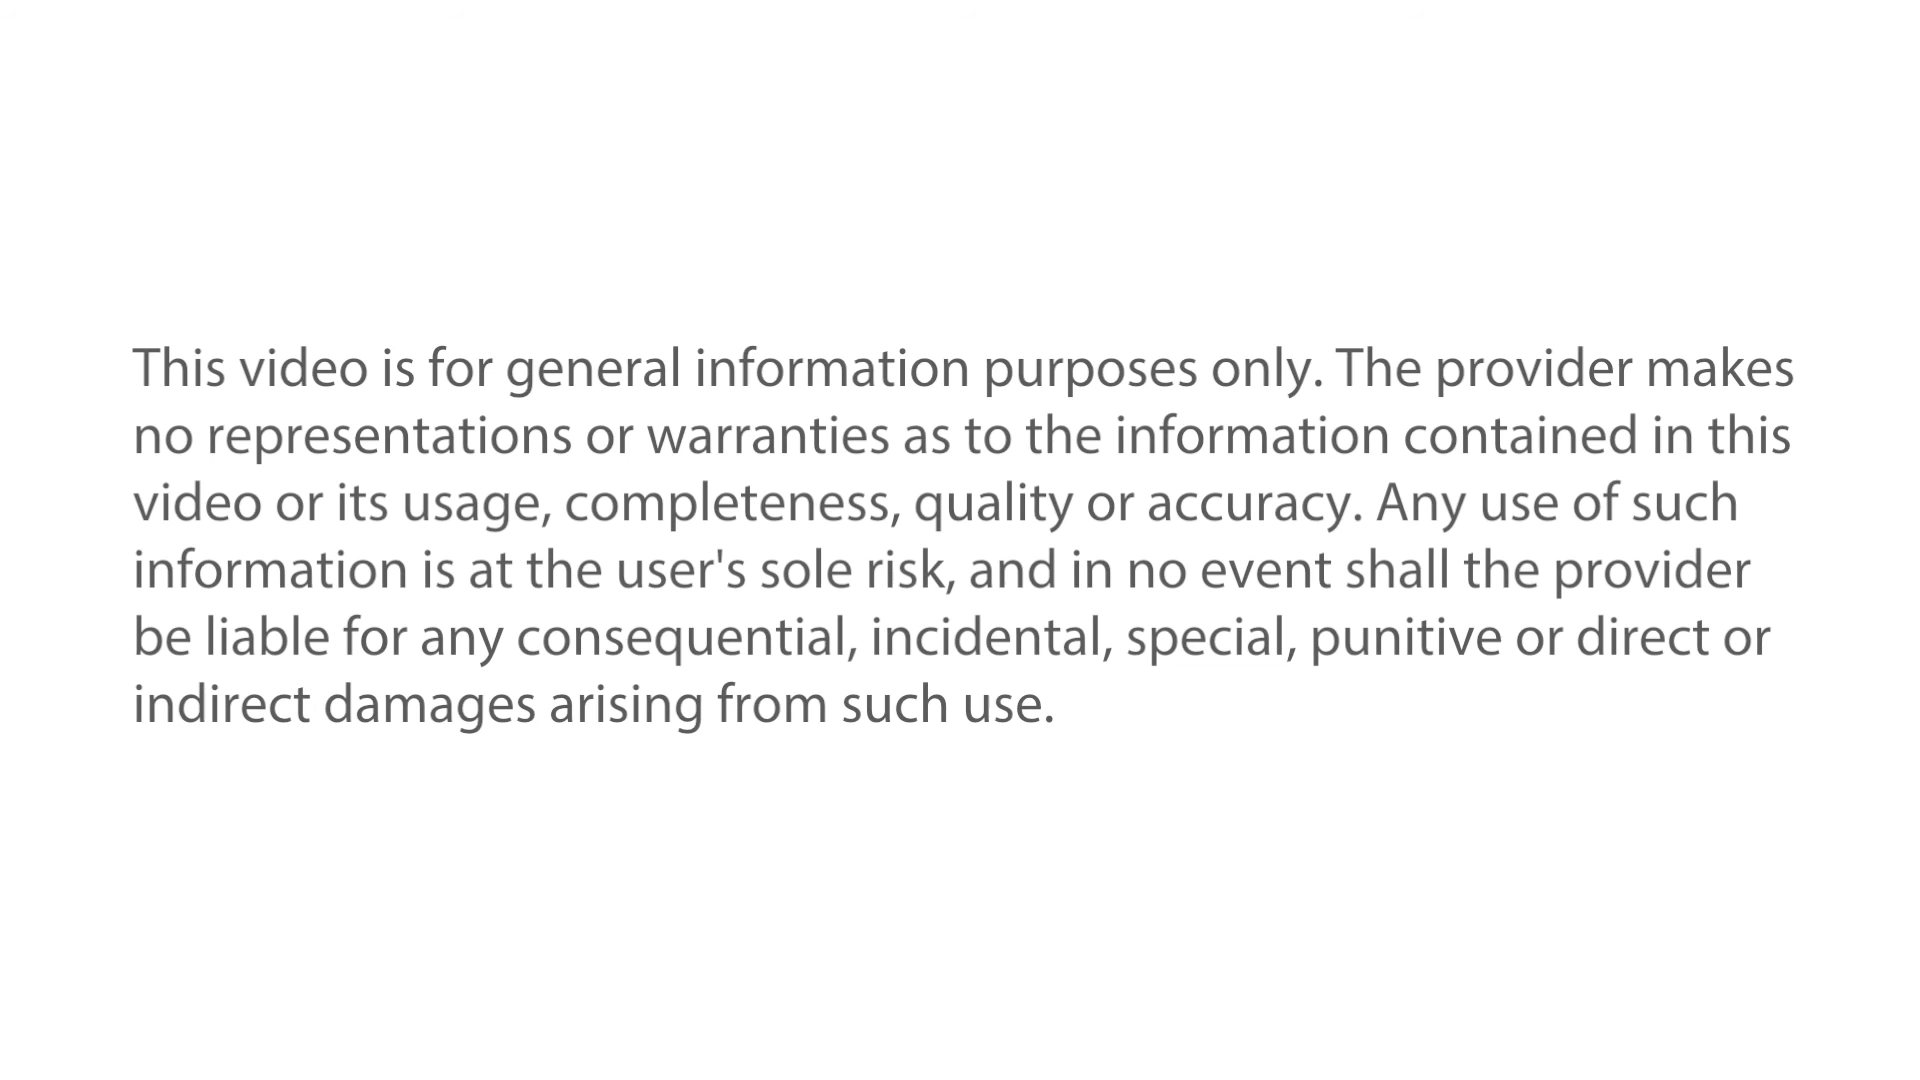 This video is for general information purposes only. The provider makes
no representations or warranties as to the information contained in this
video or its usage, completeness, quality or accuracy. Any use of such
information is at the user's sole risk, and in no event shall the provider
be liable for any consequential, incidental, special, punitive or direct or
indirect damages arising from such use.